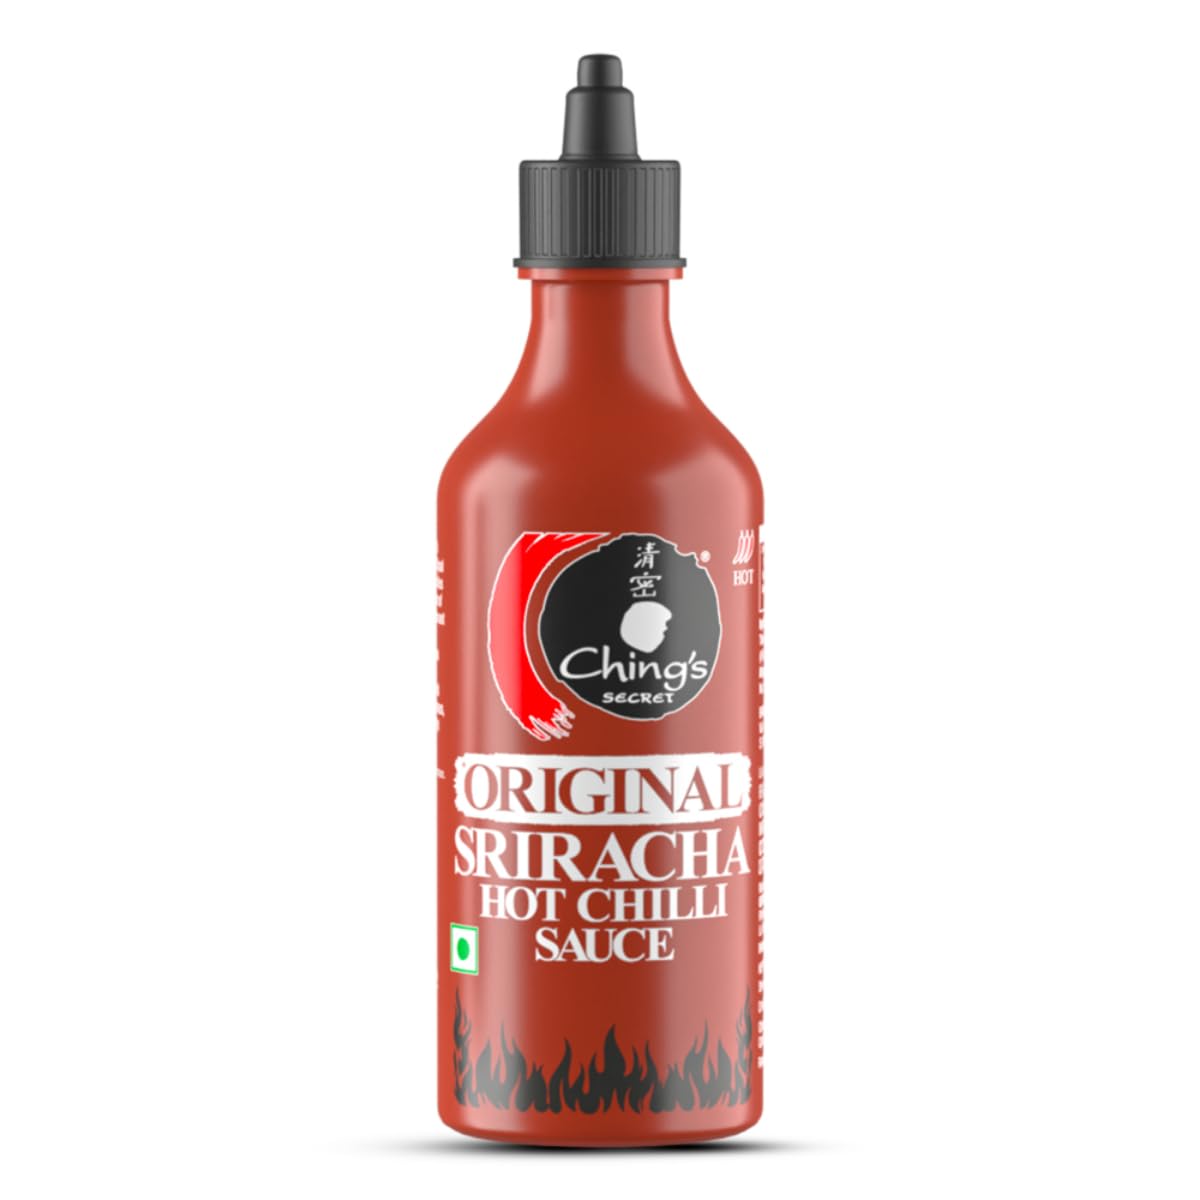 清
密
®
HOT
Ching's
SECRET
ORIGINAL
SRIRACHA
HOT CHILLI
SAUCE